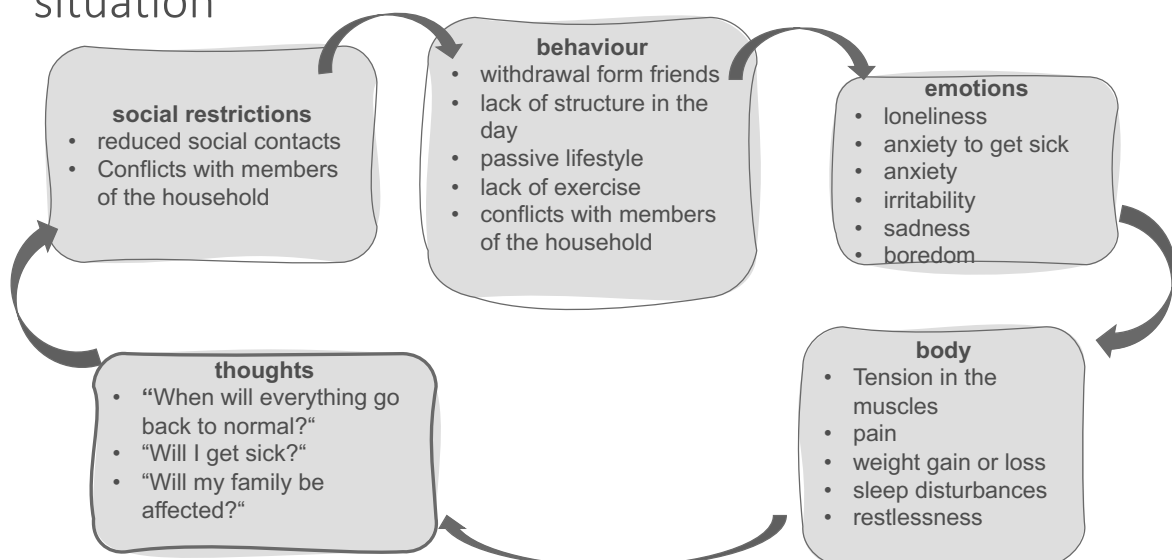 situation
social restrictions
• reduced social contacts
• Conflicts with members
of the household
behaviour
• withdrawal form friends
• lack of structure in the
day
• passive lifestyle
• lack of exercise
• conflicts with members
of the household
emotions
• loneliness
• anxiety to get sick
• anxiety
• irritability
• sadness
• boredom
body
• Tension in the
muscles
• pain
• weight gain or loss
• sleep disturbances
• restlessness
thoughts
• “When will everything go
back to normal?“
• “Will I get sick?“
• “Will my family be
affected?“